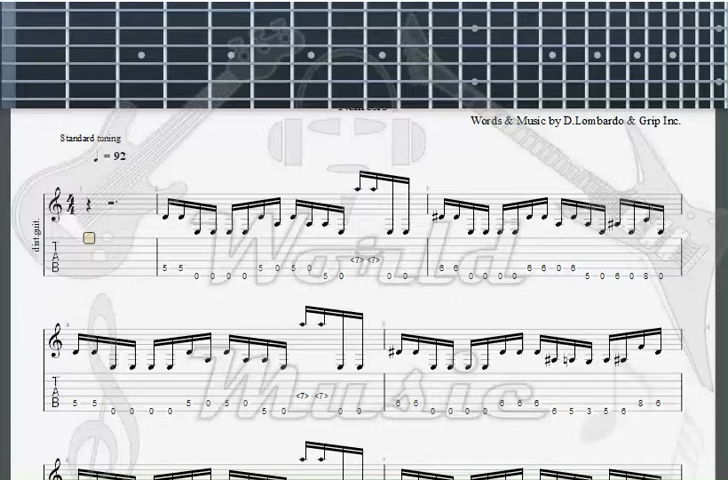 Words & Music by D.Lombardo & Grip Inc.
Standard tuning
= 92
dist.guit.
World
5 5 0 0 0 0 5 0 5 0 5 0 <7> <7> 0 0 6 6 0 0 0 0 6 6 0 6 5 0 6 0 8 0
Music
5 5 0 0 0 0 5 0 5 0 5 0 <7> <7> 0 0 6 6 0 0 0 0 6 6 6 6 5 3 5 6 8 6